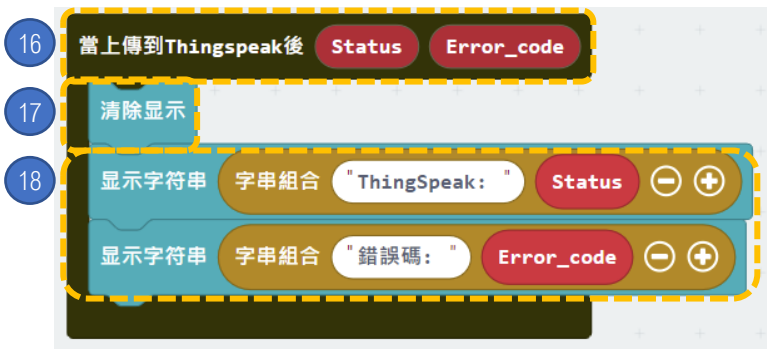 16 當上傳到Thingspeak後 Status Error_code
17 清除显示
18 显示字符串 字串組合 "ThingSpeak: " Status
显示字符串 字串組合 "錯誤碼: " Error_code